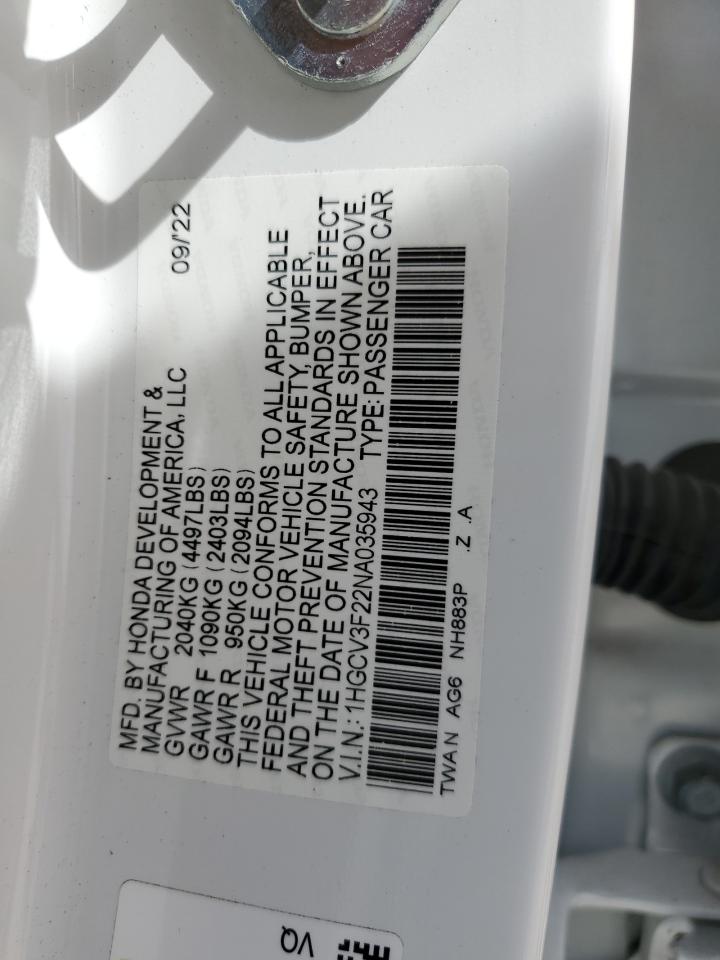 09/'22
MFD. BY HONDA DEVELOPMENT &
MANUFACTURING OF AMERICA, LLC
GVWR 2040KG (4497LBS)
GAWR F 1090KG (2403LBS)
GAWR R 950KG (2094LBS)
THIS VEHICLE CONFORMS TO ALL APPLICABLE
FEDERAL MOTOR VEHICLE SAFETY, BUMPER,
AND THEFT PREVENTION STANDARDS IN EFFECT
ON THE DATE OF MANUFACTURE SHOWN ABOVE.
V.I.N.: 1HGCV3F22NA035943 TYPE: PASSENGER CAR
TWA N AG6 NH883P .Z .A
VQ